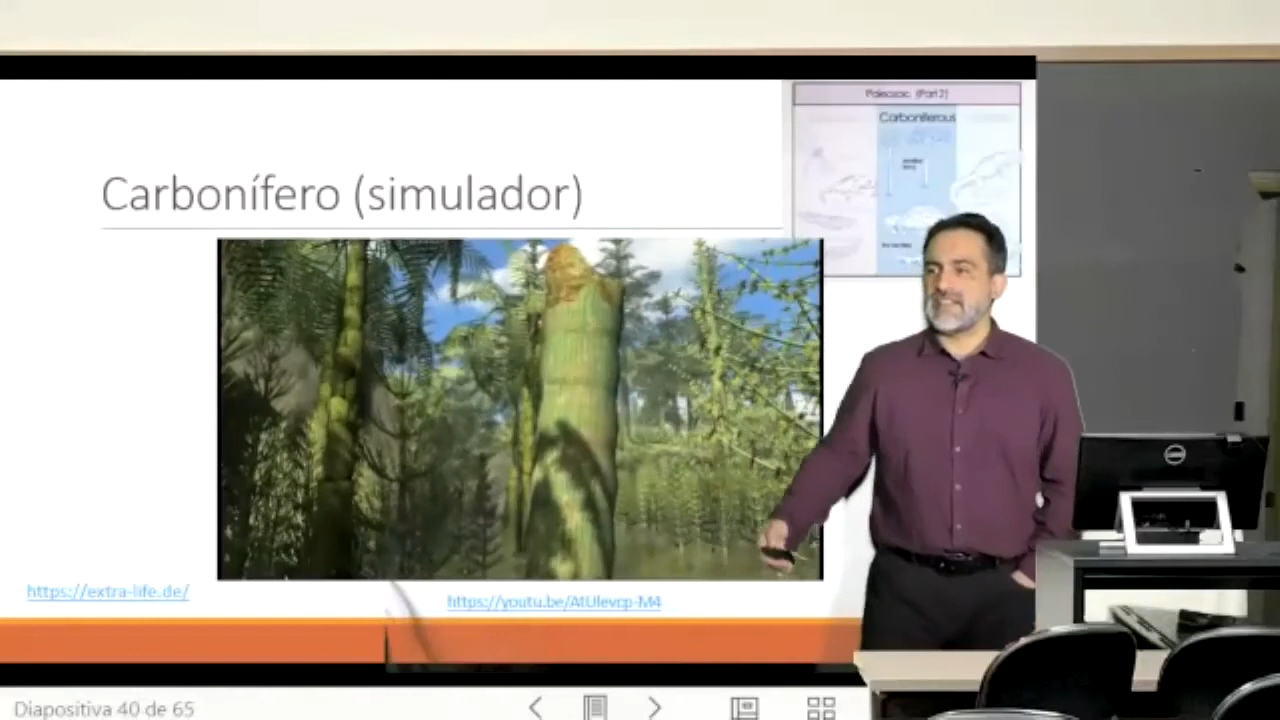 Paleozoic (Part 2)
Carboniferous
Carbonífero (simulador)
https://extra-life.de/
https://youtu.be/AtUlevcp-M4
Diapositiva 40 de 65
DELL